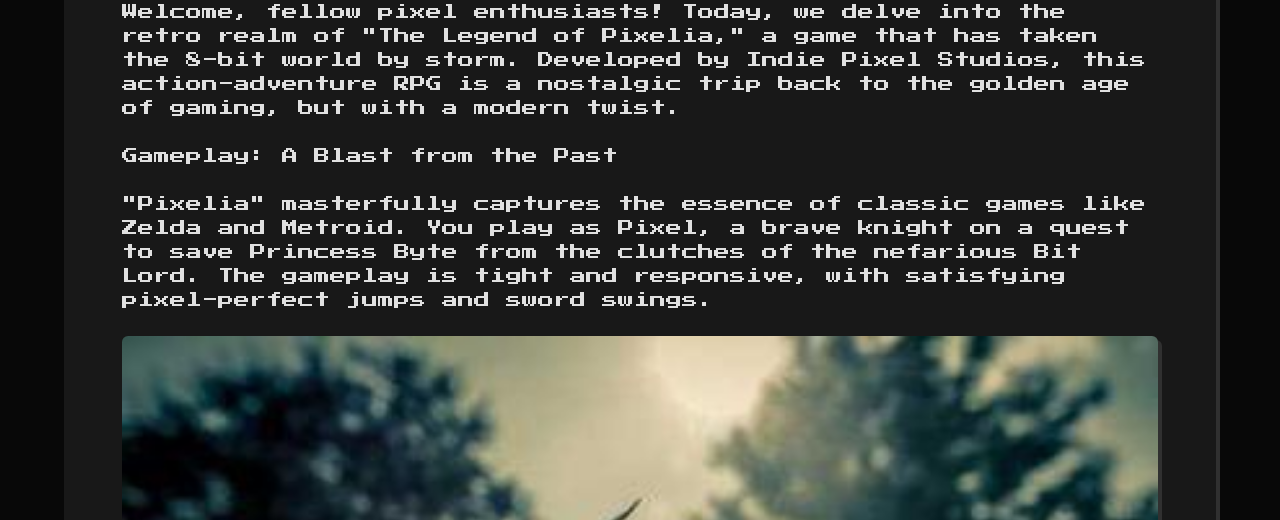 Welcome, fellow pixel enthusiasts! Today, we delve into the
retro realm of "The Legend of Pixelia," a game that has taken
the 8-bit world by storm. Developed by Indie Pixel Studios, this
action-adventure RPG is a nostalgic trip back to the golden age
of gaming, but with a modern twist.
Gameplay: A Blast from the Past
"Pixelia" masterfully captures the essence of classic games like
Zelda and Metroid. You play as Pixel, a brave knight on a quest
to save Princess Byte from the clutches of the nefarious Bit
Lord. The gameplay is tight and responsive, with satisfying
pixel-perfect jumps and sword swings.